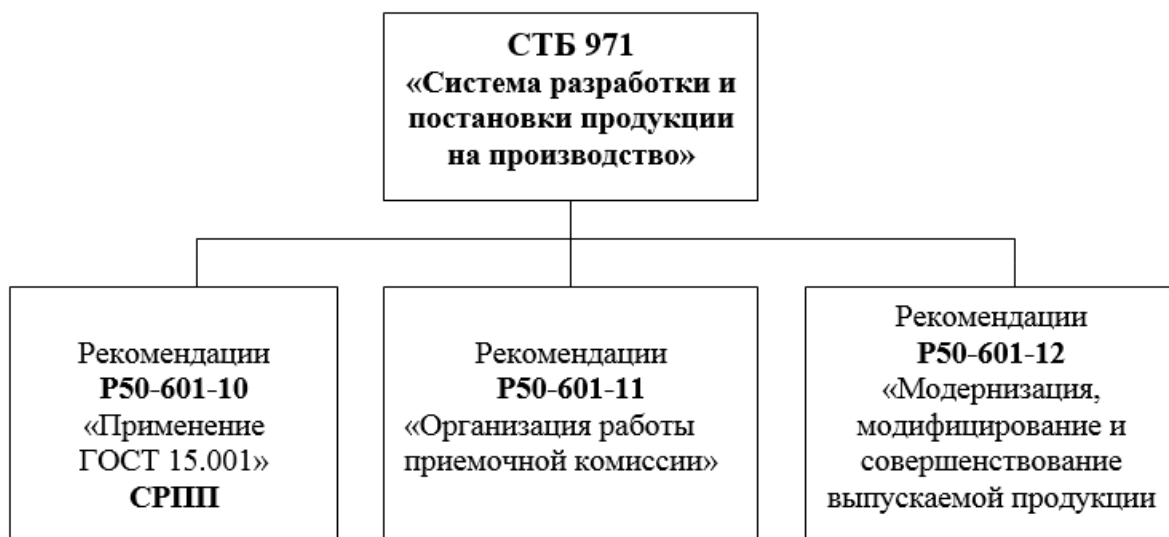 СТБ 971
«Система разработки и
постановки продукции
на производство»
Рекомендации
Р50-601-10
«Применение
ГОСТ 15.001»
СРПП
Рекомендации
Р50-601-11
«Организация работы
приемочной комиссии»
Рекомендации
Р50-601-12
«Модернизация,
модифицирование и
совершенствование
выпускаемой продукции